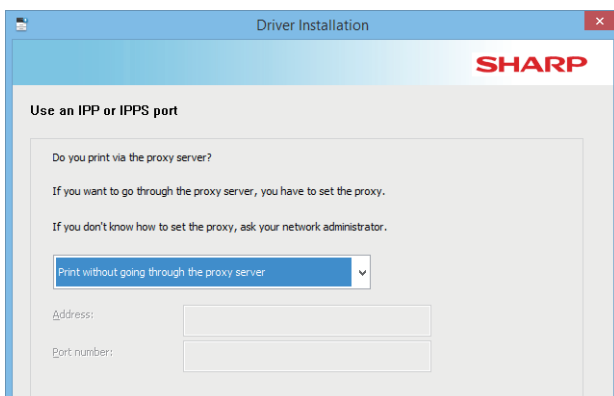 Driver Installation
SHARP
Use an IPP or IPPS port
Do you print via the proxy server?
If you want to go through the proxy server, you have to set the proxy.
If you don't know how to set the proxy, ask your network administrator.
Print without going through the proxy server
Address:
Port number: